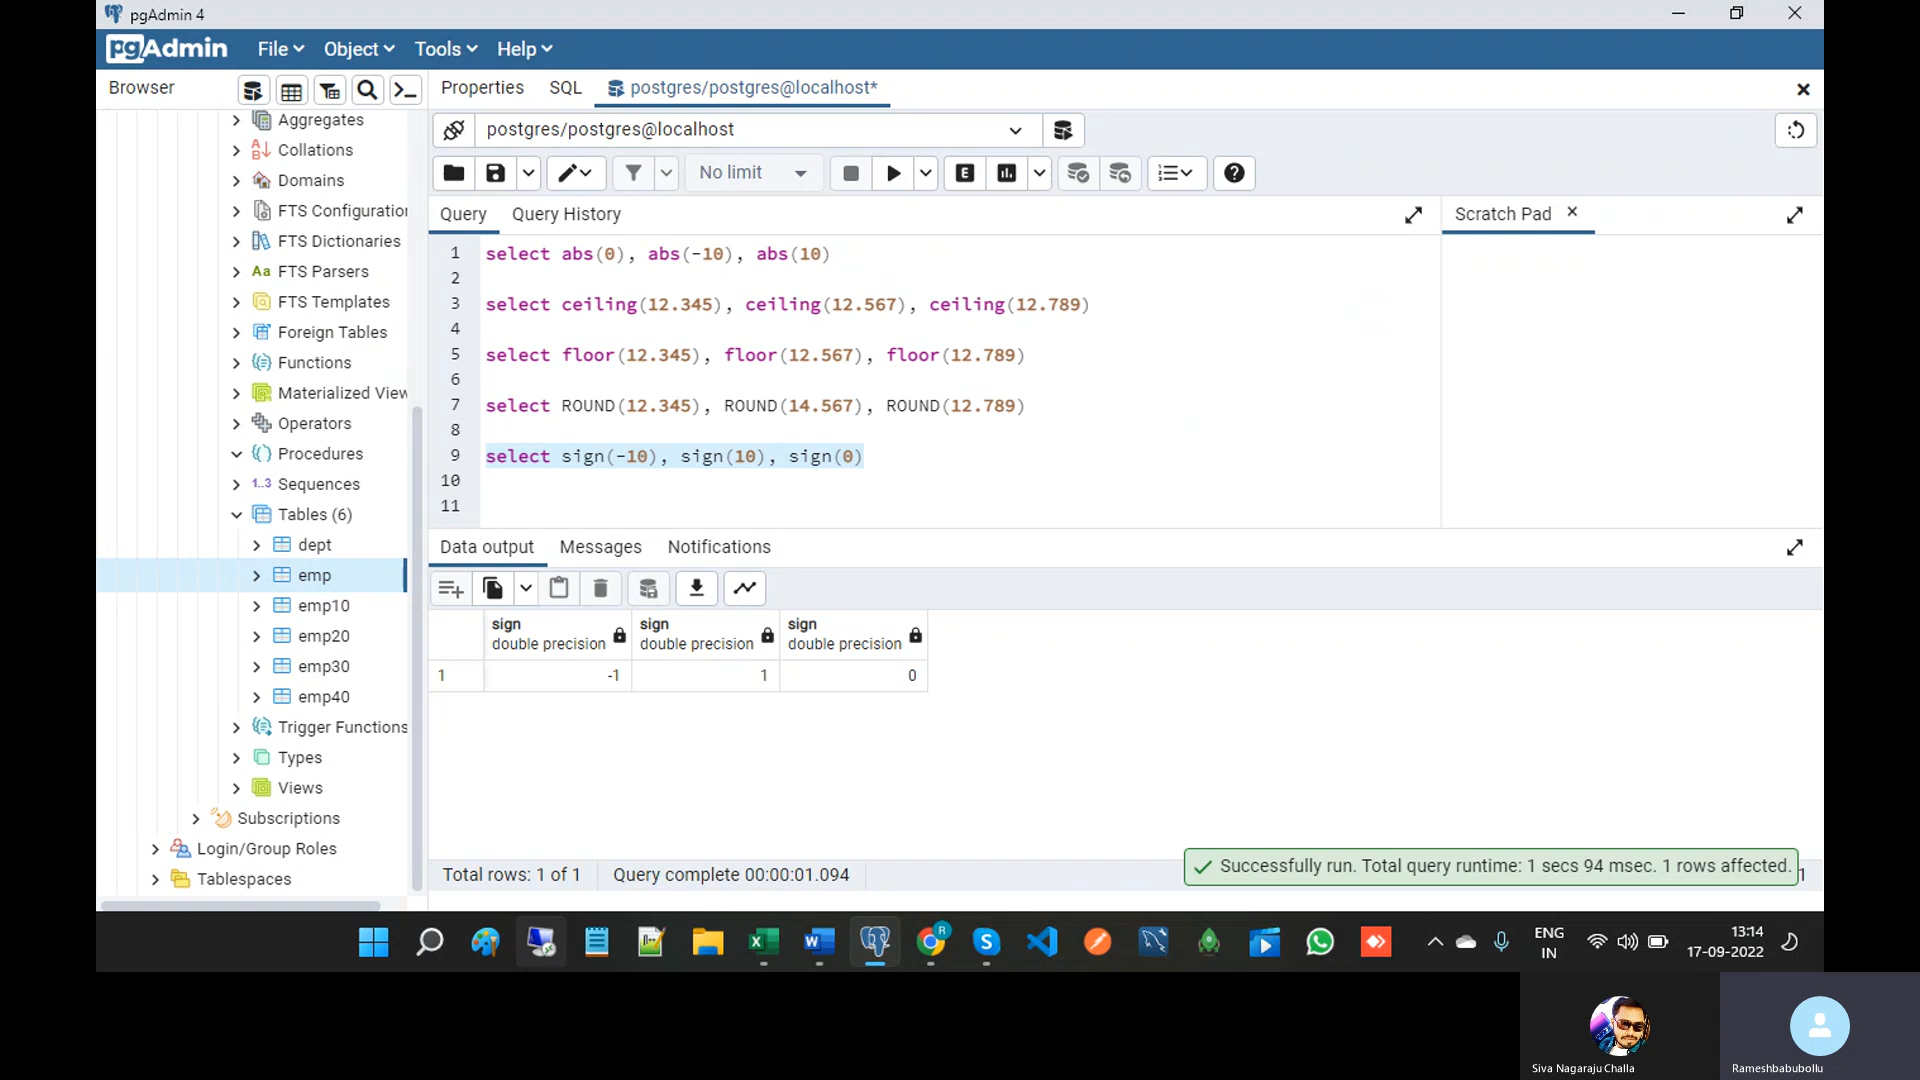 pgAdmin 4
pgAdmin File Object Tools Help
Browser
Properties SQL postgres/postgres@localhost*
Aggregates
Collations
Domains
FTS Configuratio
FTS Dictionaries
Aa FTS Parsers
FTS Templates
Foreign Tables
Functions
Materialized View
Operators
Procedures
1..3 Sequences
Tables (6)
dept
emp
emp10
emp20
emp30
emp40
Trigger Functions
Types
Views
Subscriptions
Login/Group Roles
Tablespaces
postgres/postgres@localhost
No limit
E
Query Query History
Scratch Pad
1 select abs(0), abs(-10), abs(10)
2
3 select ceiling(12.345), ceiling(12.567), ceiling(12.789)
4
5 select floor(12.345), floor(12.567), floor(12.789)
6
7 select ROUND(12.345), ROUND(14.567), ROUND(12.789)
8
9 select sign(-10), sign(10), sign(0)
10
11
Data output Messages Notifications
sign sign sign
double precision double precision double precision
1 -1 1 0
Total rows: 1 of 1 Query complete 00:00:01.094
Successfully run. Total query runtime: 1 secs 94 msec. 1 rows affected.
1
ENG
IN
13:14
17-09-2022
Siva Nagaraju Challa
Rameshbabubollu